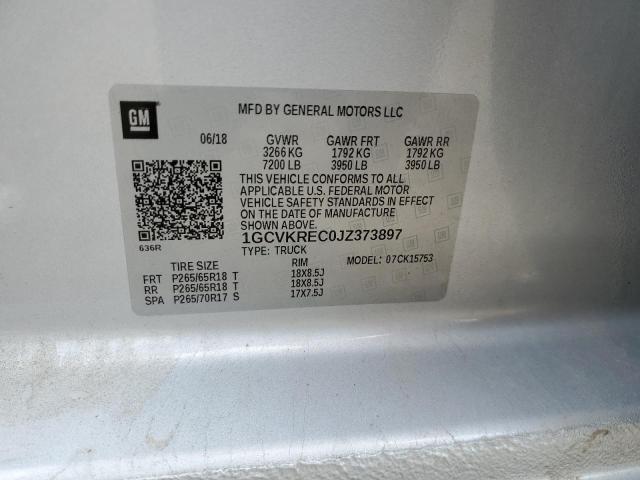 GM
MFD BY GENERAL MOTORS LLC
06/18 GVWR GAWR FRT GAWR RR
3266 KG 1792 KG 1792 KG
7200 LB 3950 LB 3950 LB
THIS VEHICLE CONFORMS TO ALL
APPLICABLE U.S. FEDERAL MOTOR
VEHICLE SAFETY STANDARDS IN EFFECT
ON THE DATE OF MANUFACTURE
SHOWN ABOVE.
636R
1GCVKREC0JZ373897
TYPE: TRUCK MODEL: 07CK15753
TIRE SIZE RIM
FRT P265/65R18 T 18X8.5J
RR P265/65R18 T 18X8.5J
SPA P265/70R17 S 17X7.5J